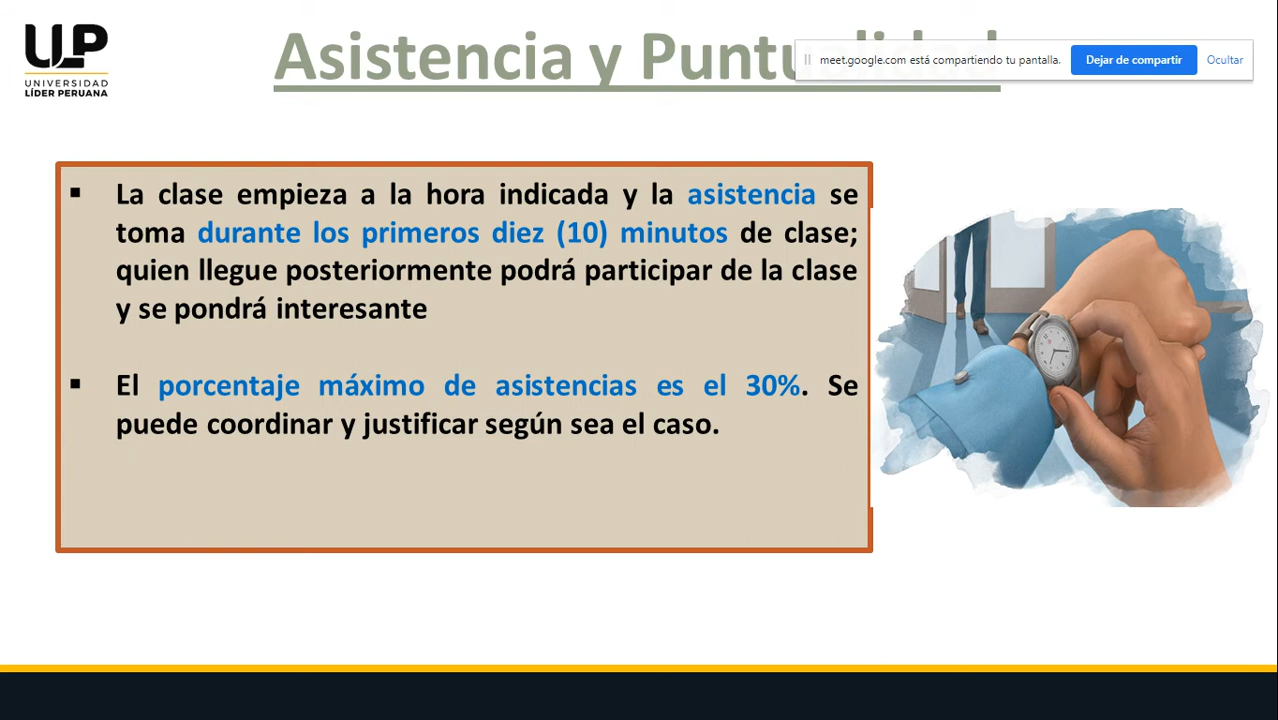 ULP
UNIVERSIDAD
LÍDER PERUANA
Asistencia y Puntualidad
meet.google.com está compartiendo tu pantalla.
Dejar de compartir
Ocultar
▪ La clase empieza a la hora indicada y la asistencia se
toma durante los primeros diez (10) minutos de clase;
quien llegue posteriormente podrá participar de la clase
y se pondrá interesante
▪ El porcentaje máximo de asistencias es el 30%. Se
puede coordinar y justificar según sea el caso.